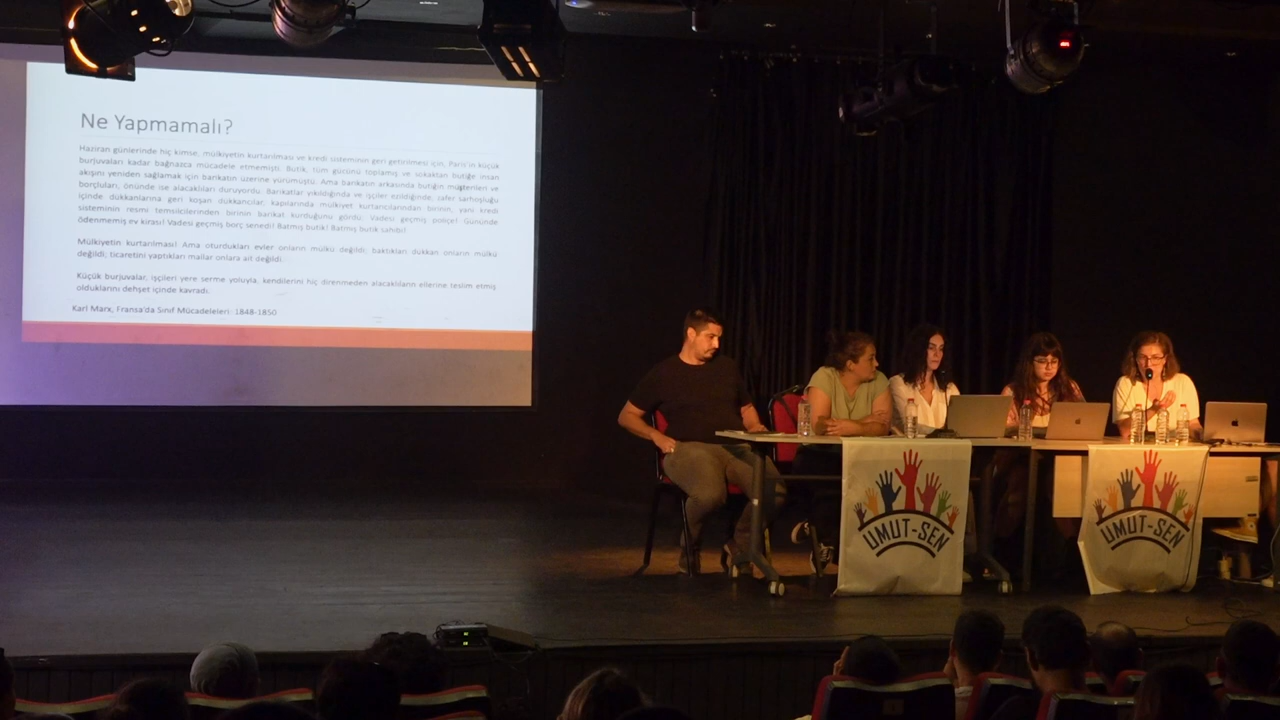 Ne Yapmamalı?
Haziran günlerinde hiç kimse, mülkiyetin kurtarılması ve kredi sisteminin geri getirilmesi için, Paris'in küçük
burjuvaları kadar bağnazca mücadele etmemişti. Butik, tüm gücünü toplamış ve sokaktan butiğe insan
akışını yeniden sağlamak için barikatın üzerine yürümüştü. Ama barikatın arkasında butiğin müşterileri ve
borçluları, önünde ise alacaklıları duruyordu. Barikatlar yıkıldığında ve işçiler ezildiğinde, zafer sarhoşluğu
içinde dükkanlarına geri koşan dükkancılar, kapılarında mülkiyet kurtarıcılarından birinin, yani kredi
sisteminin resmi temsilcilerinden birinin barikat kurduğunu gördü: Vadesi geçmiş poliçe! Gününde
ödenmemiş ev kirası! Vadesi geçmiş borç senedi! Batmış butik! Batmış butik sahibi!
Mülkiyetin kurtarılması! Ama oturdukları evler onların mülkü değildi; baktıkları dükkan onların mülkü
değildi; ticaretini yaptıkları mallar onlara ait değildi.
Küçük burjuvalar, işçileri yere serme yoluyla, kendilerini hiç direnmeden alacaklıların ellerine teslim etmiş
olduklarını dehşet içinde kavradı.
Karl Marx, Fransa'da Sınıf Mücadeleleri: 1848-1850
UMUT-SEN
UMUT-SEN